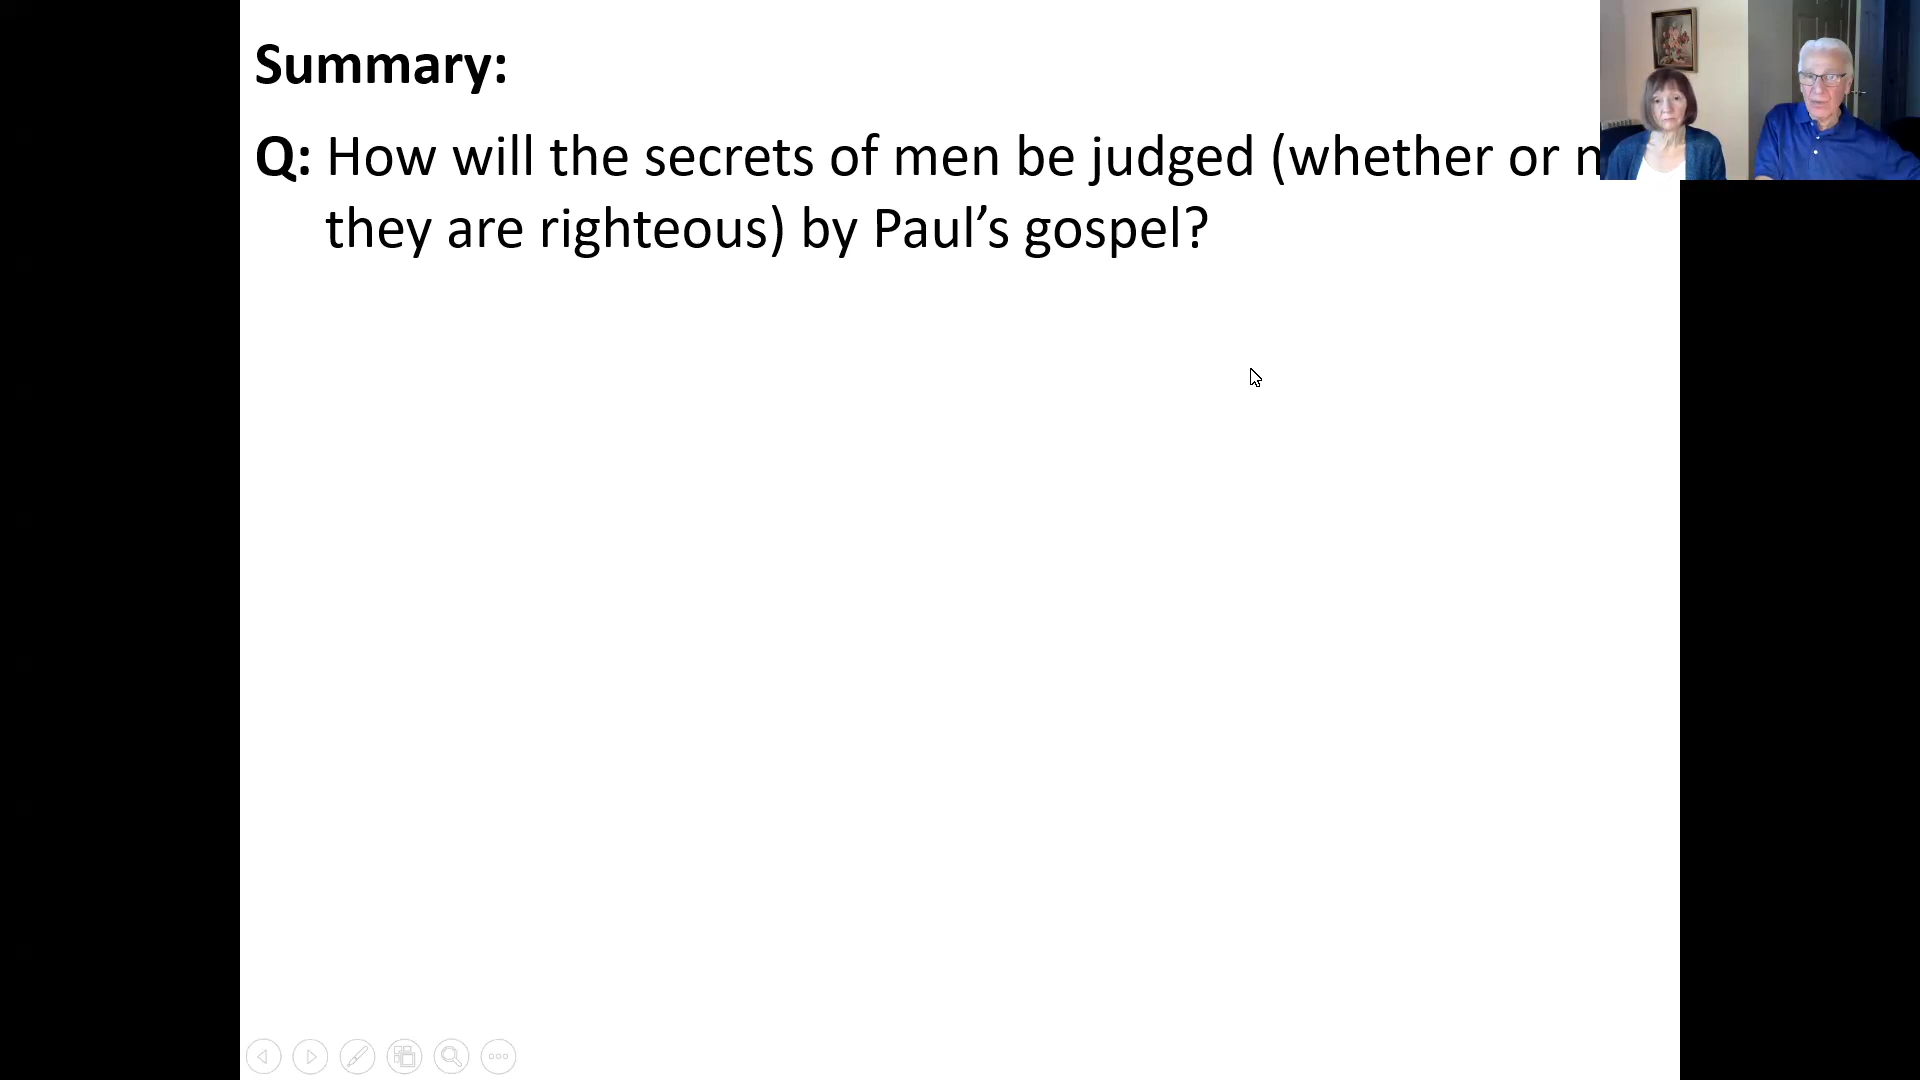 Summary:
Q: How will the secrets of men be judged (whether or
they are righteous) by Paul’s gospel?